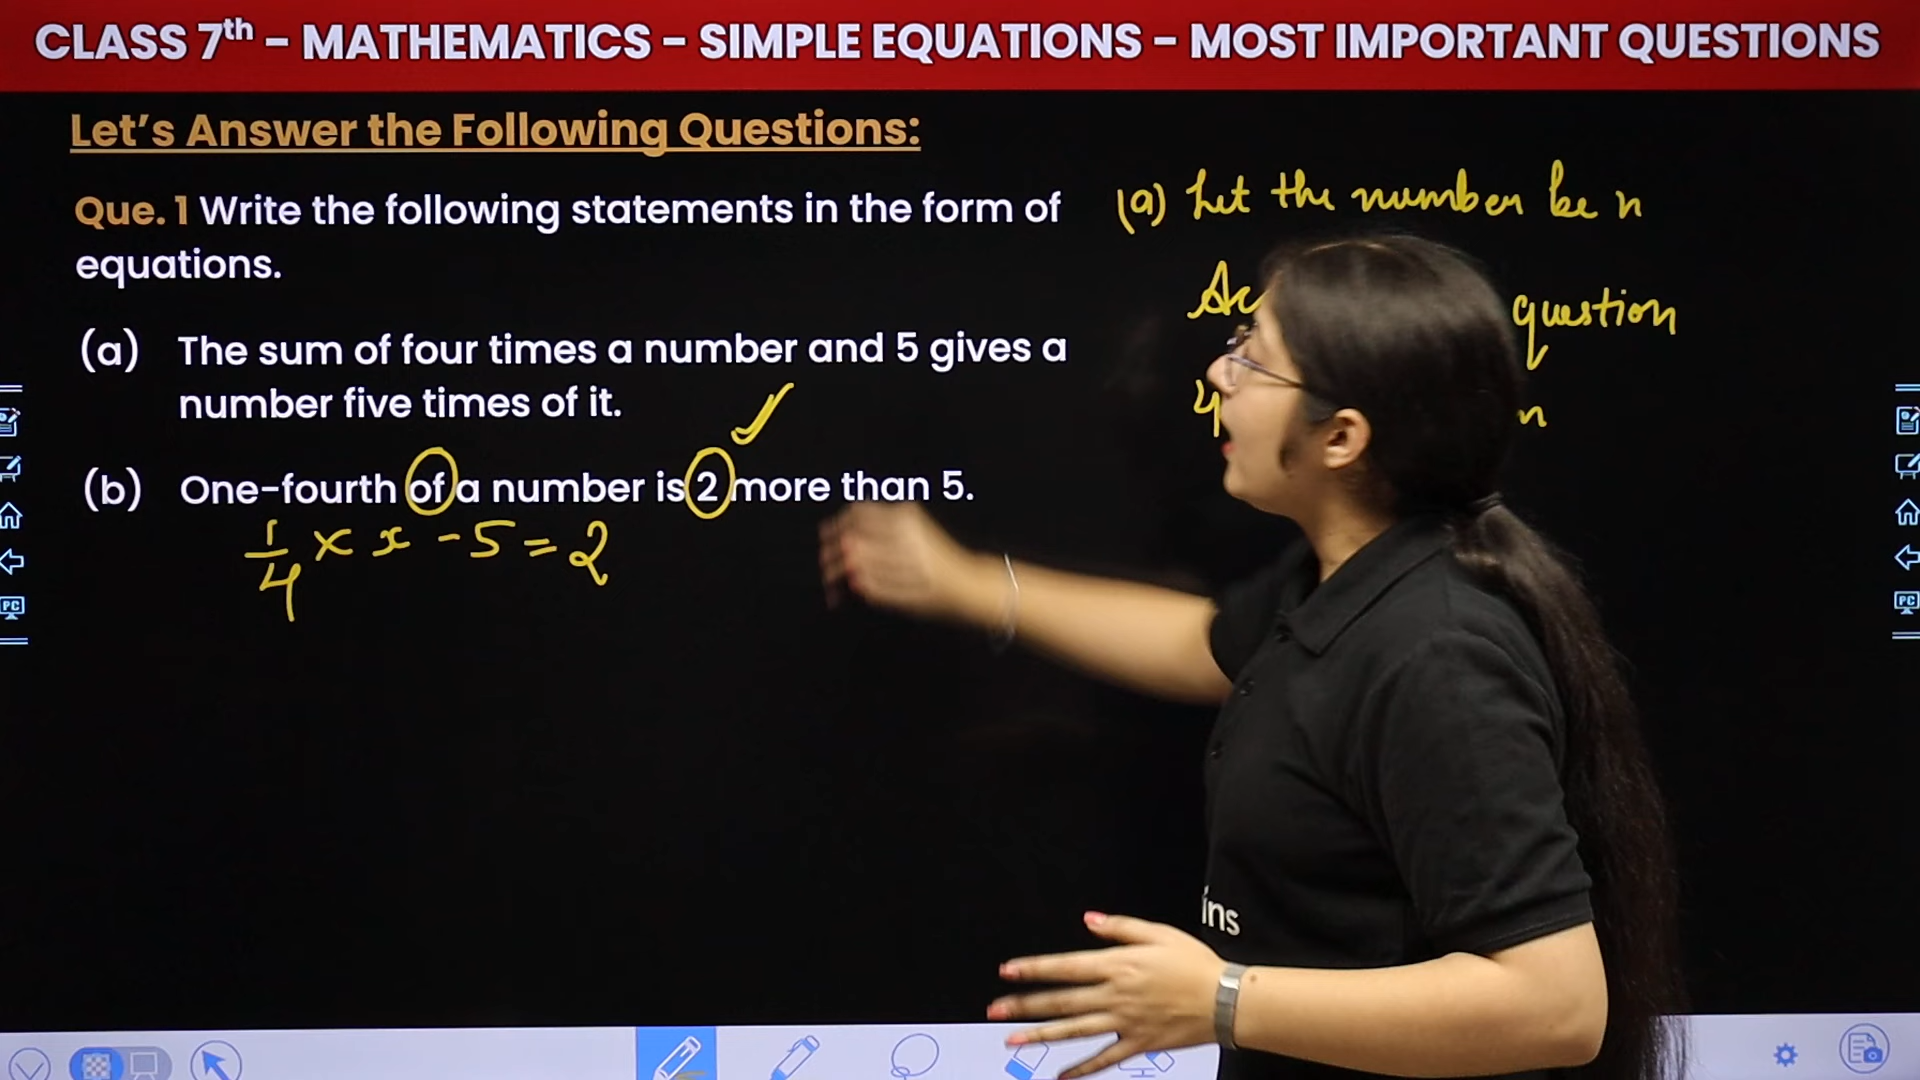 CLASS 7th - MATHEMATICS - SIMPLE EQUATIONS - MOST IMPORTANT QUESTIONS
Let's Answer the Following Questions:
Que. 1 Write the following statements in the form of
equations.
(a) The sum of four times a number and 5 gives a
number five times of it.
(b) One-fourth of a number is 2 more than 5.
1/4 × x - 5 = 2
(a) Let the number be n
question
4
n
ins
PC
PC